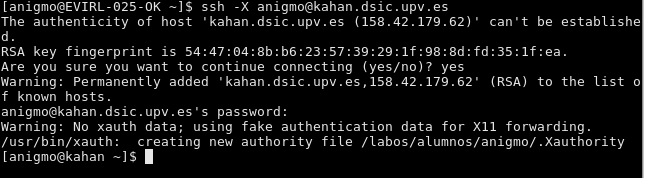 [anigmo@EVIRL-025-OK ~]$ ssh -X anigmo@kahan.dsic.upv.es
The authenticity of host 'kahan.dsic.upv.es (158.42.179.62)' can't be establishe
d.
RSA key fingerprint is 54:47:04:8b:b6:23:57:39:29:1f:98:8d:fd:35:1f:ea.
Are you sure you want to continue connecting (yes/no)? yes
Warning: Permanently added 'kahan.dsic.upv.es,158.42.179.62' (RSA) to the list o
f known hosts.
anigmo@kahan.dsic.upv.es's password:
Warning: No xauth data; using fake authentication data for X11 forwarding.
/usr/bin/xauth:  creating new authority file /labos/alumnos/anigmo/.Xauthority
[anigmo@kahan ~]$